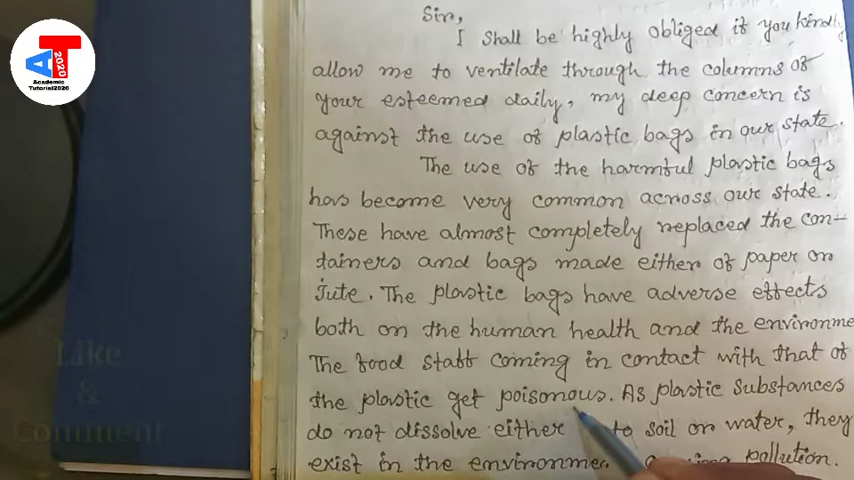 AT
2020
Academic
Tutorial2020
Sir,
I shall be highly obliged if you kindly
allow me to ventilate through the columns of
your esteemed daily, my deep concern is
against the use of plastic bags in our state.
The use of the harmful plastic bags
has become very common across our state.
These have almost completely replaced the con-
tainers and bags made either of paper or
jute. The plastic bags have adverse effects
both on the human health and the environme
The food staff coming in contact with that of
the plastic get poisonous. As plastic substances
do not dissolve either to soil or water, they
exist in the environme pollution.
Like
&
Comment